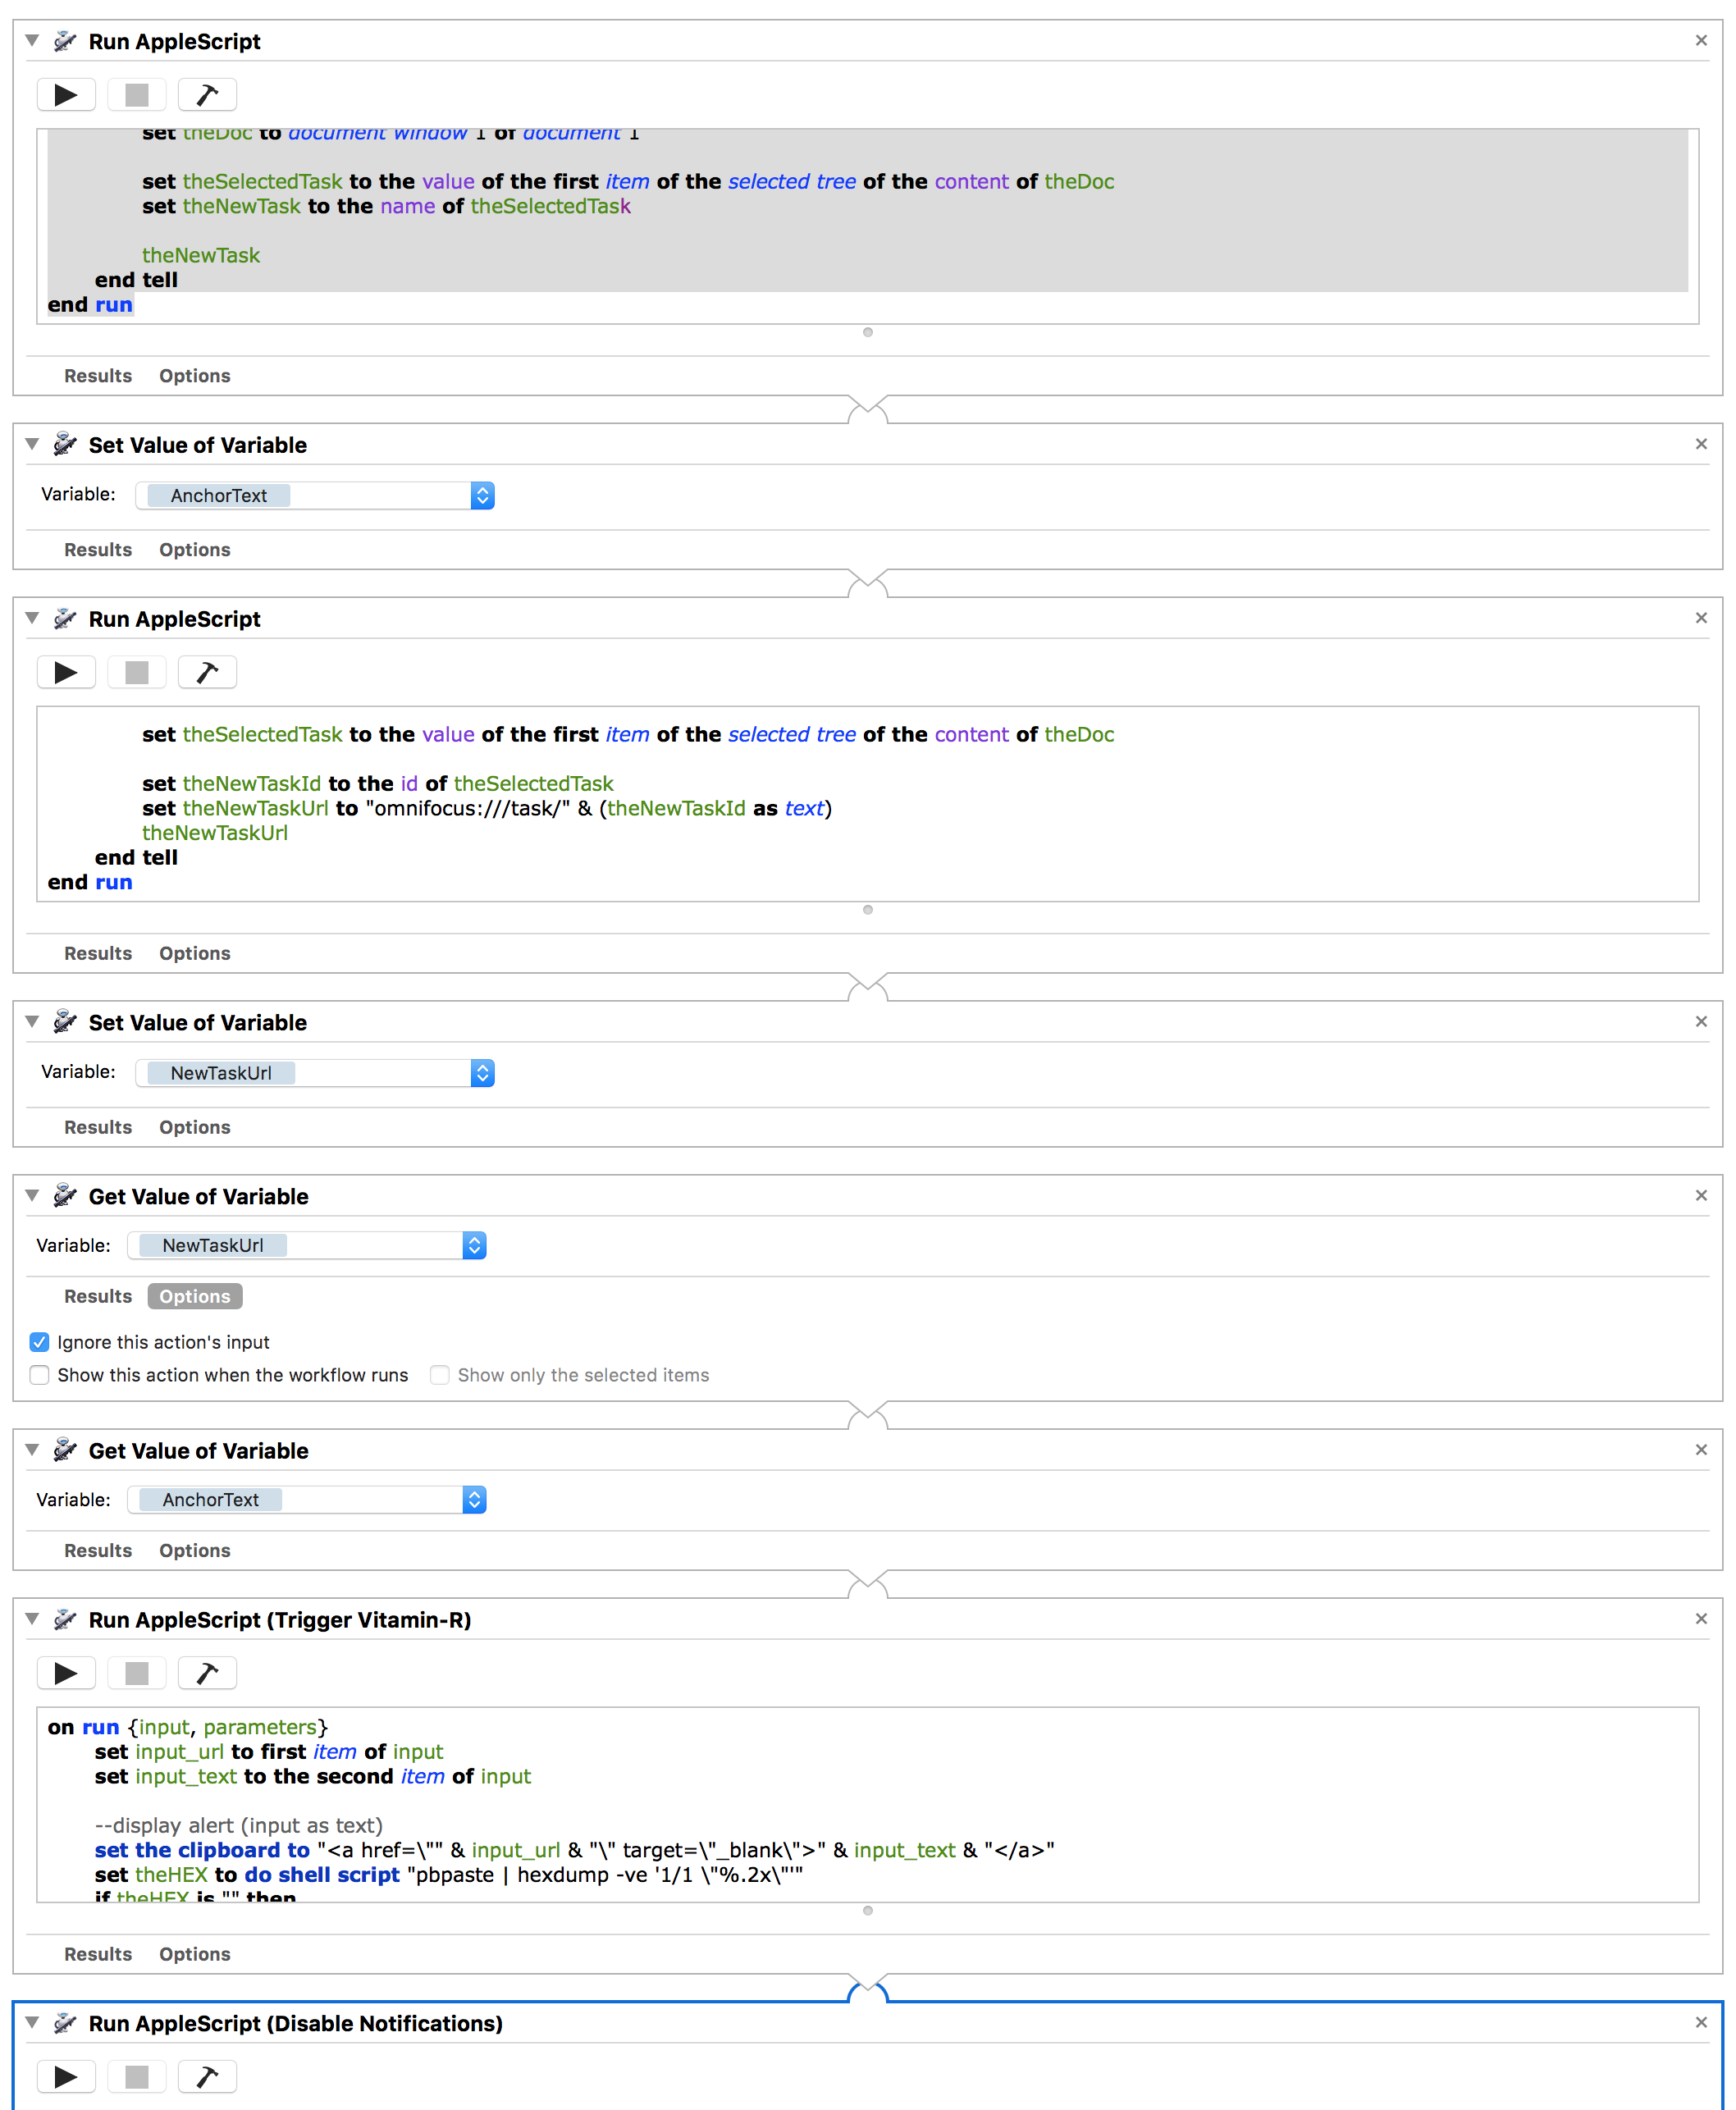 Run AppleScript
set theDoc to document window 1 of document 1
set theSelectedTask to the value of the first item of the selected tree of the content of theDoc
set theNewTask to the name of theSelectedTask
theNewTask
end tell
end run
Results Options
Set Value of Variable
Variable: AnchorText
Results Options
Run AppleScript
set theSelectedTask to the value of the first item of the selected tree of the content of theDoc
set theNewTaskId to the id of theSelectedTask
set theNewTaskUrl to "omnifocus:///task/" & (theNewTaskId as text)
theNewTaskUrl
end tell
end run
Results Options
Set Value of Variable
Variable: NewTaskUrl
Results Options
Get Value of Variable
Variable: NewTaskUrl
Results Options
Ignore this action's input
Show this action when the workflow runs Show only the selected items
Get Value of Variable
Variable: AnchorText
Results Options
Run AppleScript (Trigger Vitamin-R)
on run {input, parameters}
set input_url to first item of input
set input_text to the second item of input
--display alert (input as text)
set the clipboard to "<a href=\"" & input_url & "\" target=\"_blank\">" & input_text & "</a>"
set theHEX to do shell script "pbpaste | hexdump -ve '1/1 \"%.2x\"'"
if theHEX is "" then
Results Options
Run AppleScript (Disable Notifications)